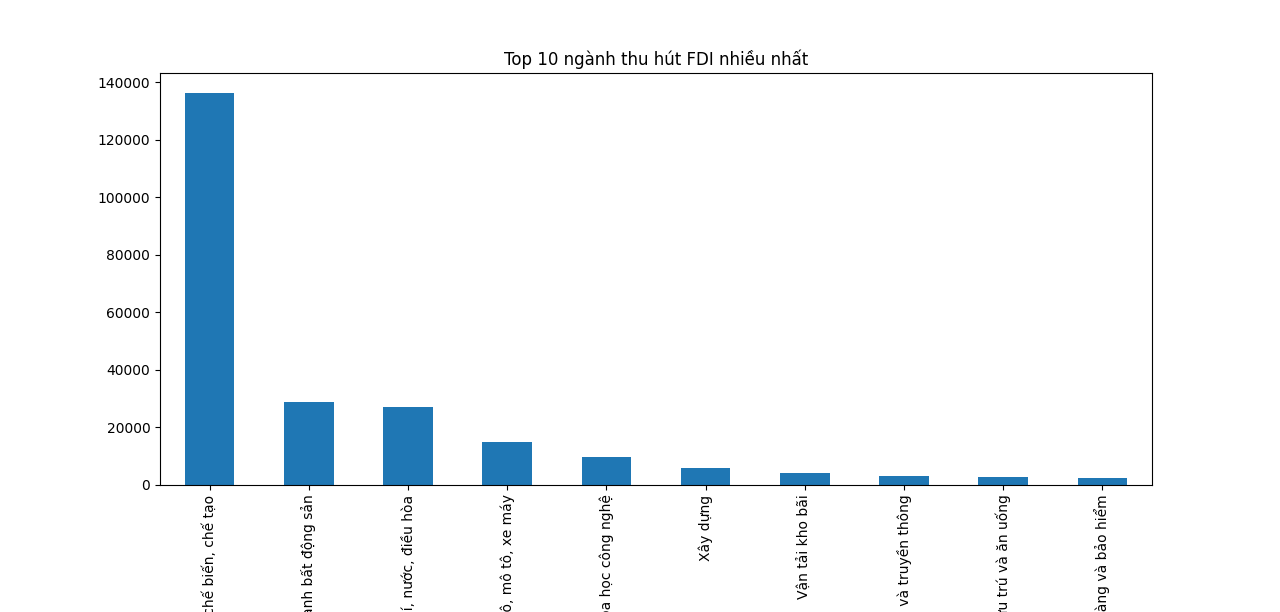 Top 10 ngành thu hút FDI nhiều nhất
140000
120000
100000
80000
60000
40000
20000
0
chế biến, chế tạo
bất động sản
nước, điều hòa
mô tô, xe máy
học công nghệ
Xây dựng
Vận tải kho bãi
và truyền thông
trú và ăn uống
và bảo hiểm